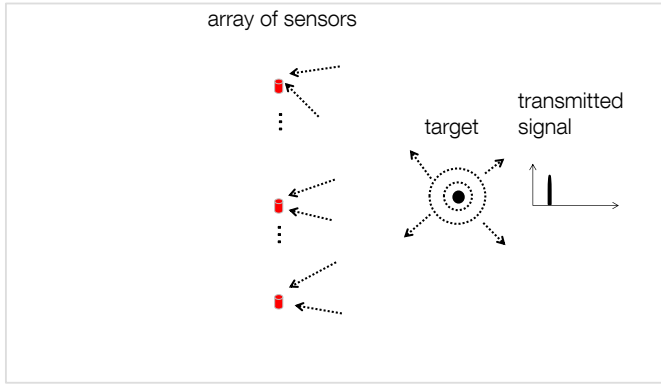 array of sensors
target
transmitted
signal